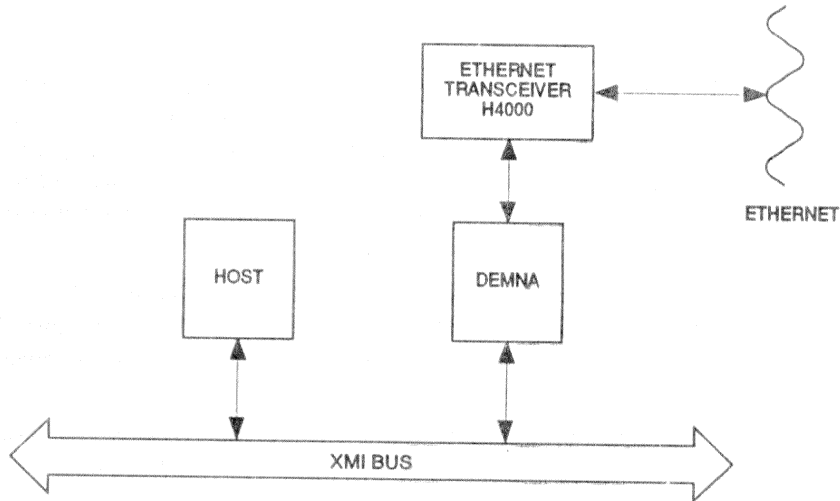 ETHERNET
TRANSCEIVER
H4000
ETHERNET
HOST
DEMNA
XMI BUS